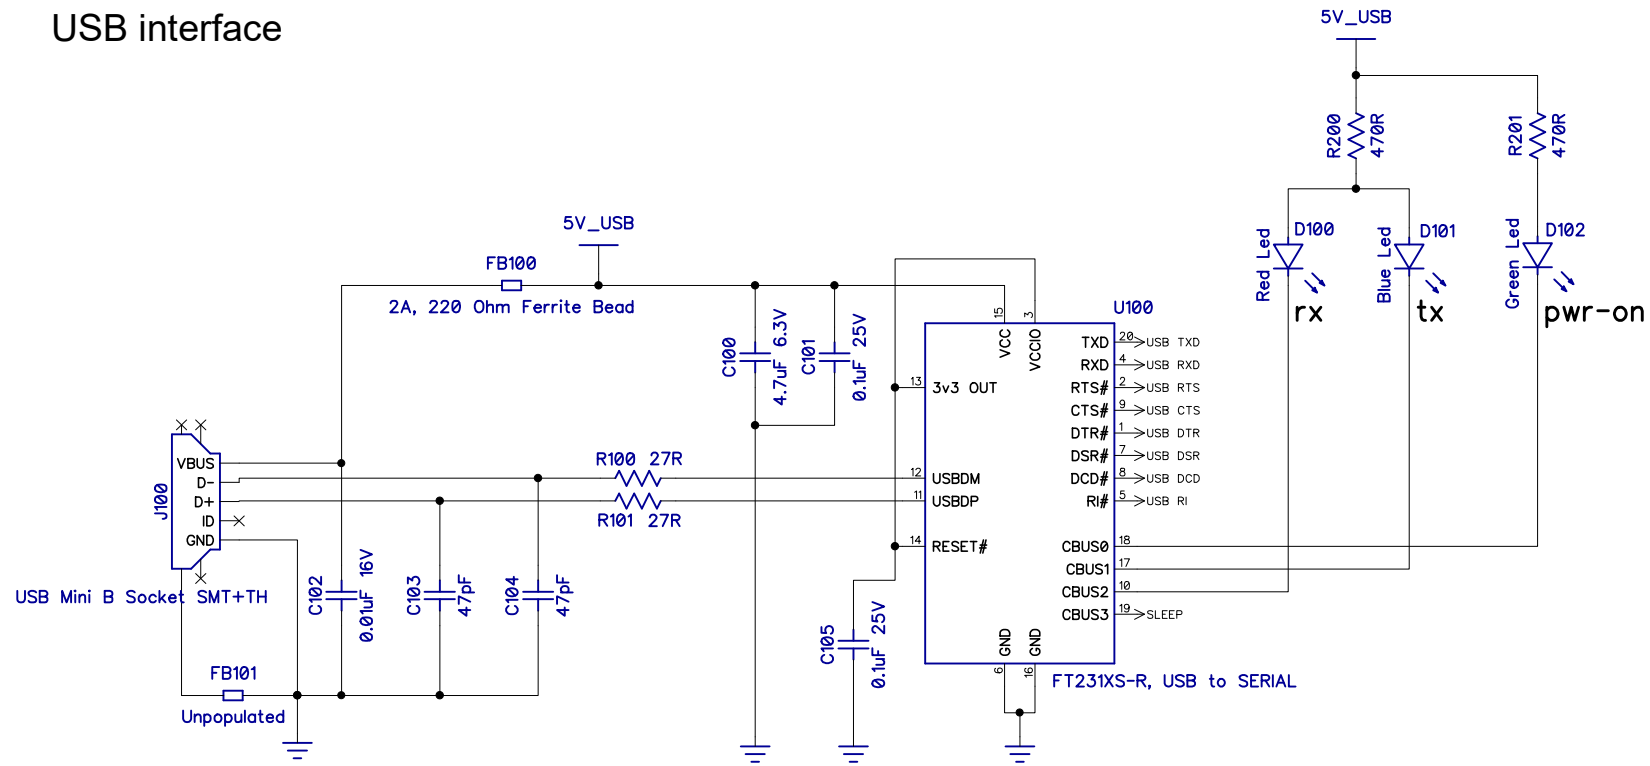 USB interface
5V_USB
R200
470R
R201
470R
5V_USB
FB100
2A, 220 Ohm Ferrite Bead
Red Led
D100
rx
Blue Led
D101
tx
Green Led
D102
pwr-on
C100
4.7uF 6.3V
C101
0.1uF 25V
U100
15
VCC
3
VCCIO
13 3v3 OUT
12 USBDM
11 USBDP
14 RESET#
TXD 20 USB TXD
RXD 4 USB RXD
RTS# 2 USB RTS
CTS# 9 USB CTS
DTR# 1 USB DTR
DSR# 7 USB DSR
DCD# 8 USB DCD
RI# 5 USB RI
CBUS0 18
CBUS1 17
CBUS2 10
CBUS3 19 SLEEP
GND
6
GND
16
FT231XS-R, USB to SERIAL
J100
VBUS
D-
D+
ID
GND
USB Mini B Socket SMT+TH
R100 27R
R101 27R
C102
0.01uF 16V
C103
47pF
C104
47pF
C105
0.1uF 25V
FB101
Unpopulated